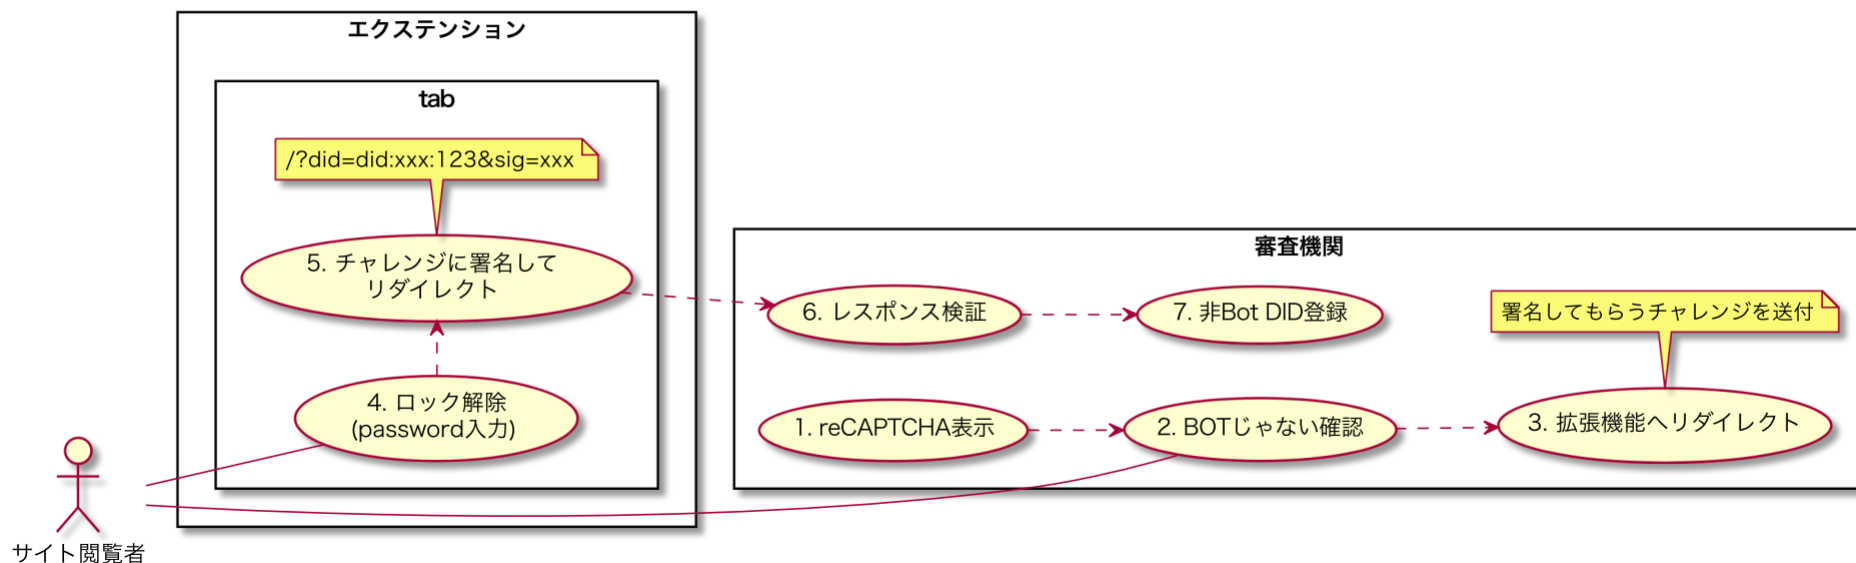 エクステンション
tab
/?did=did:xxx:123&sig=xxx
5. チャレンジに署名して
リダイレクト
4. ロック解除
(password入力)
サイト閲覧者
審査機関
6. レスポンス検証
7. 非Bot DID登録
署名してもらうチャレンジを送付
1. reCAPTCHA表示
2. BOTじゃない確認
3. 拡張機能へリダイレクト